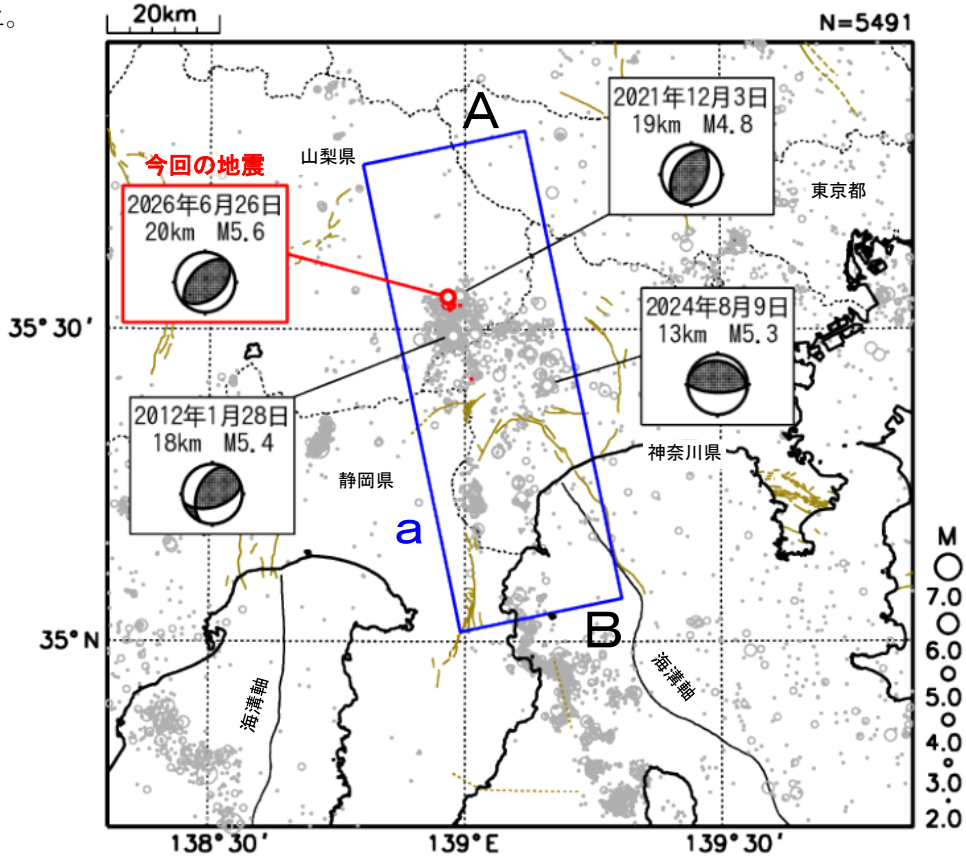 た。
20km
N=5491
A
2021年12月3日
19km M4.8
山梨県
今回の地震
東京都
2026年6月26日
20km M5.6
35°30′
2024年8月9日
13km M5.3
2012年1月28日
18km M5.4
神奈川県
静岡県
a
M
7.0
B
35°N
6.0
海溝軸
海溝軸
5.0
4.0
3.0
2.0
138°30′
139°E
139°30′